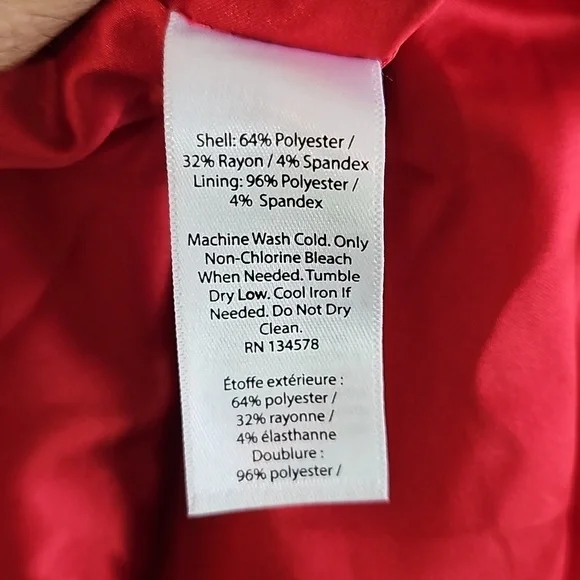 Shell: 64% Polyester /
32% Rayon / 4% Spandex
Lining: 96% Polyester /
4% Spandex
Machine Wash Cold. Only
Non-Chlorine Bleach
When Needed. Tumble
Dry Low. Cool Iron If
Needed. Do Not Dry
Clean.
RN 134578
Étoffe extérieure :
64% polyester /
32% rayonne /
4% élasthanne
Doublure :
96% polyester /